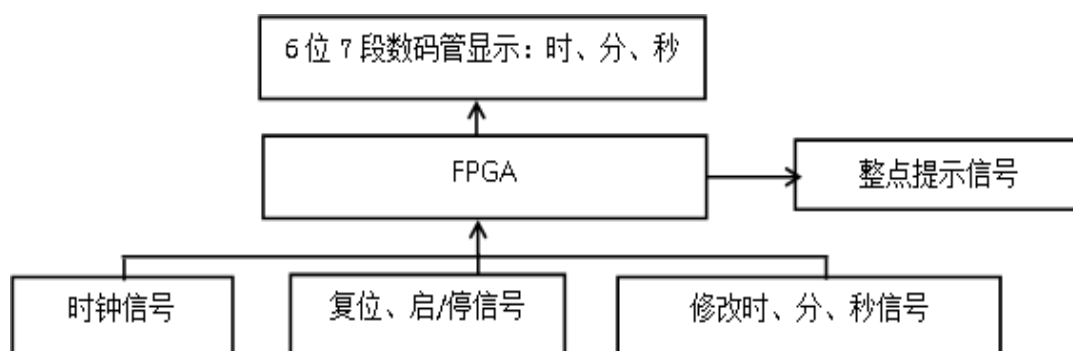 6位7段数码管显示：时、分、秒
FPGA
整点提示信号
时钟信号
复位、启/停信号
修改时、分、秒信号